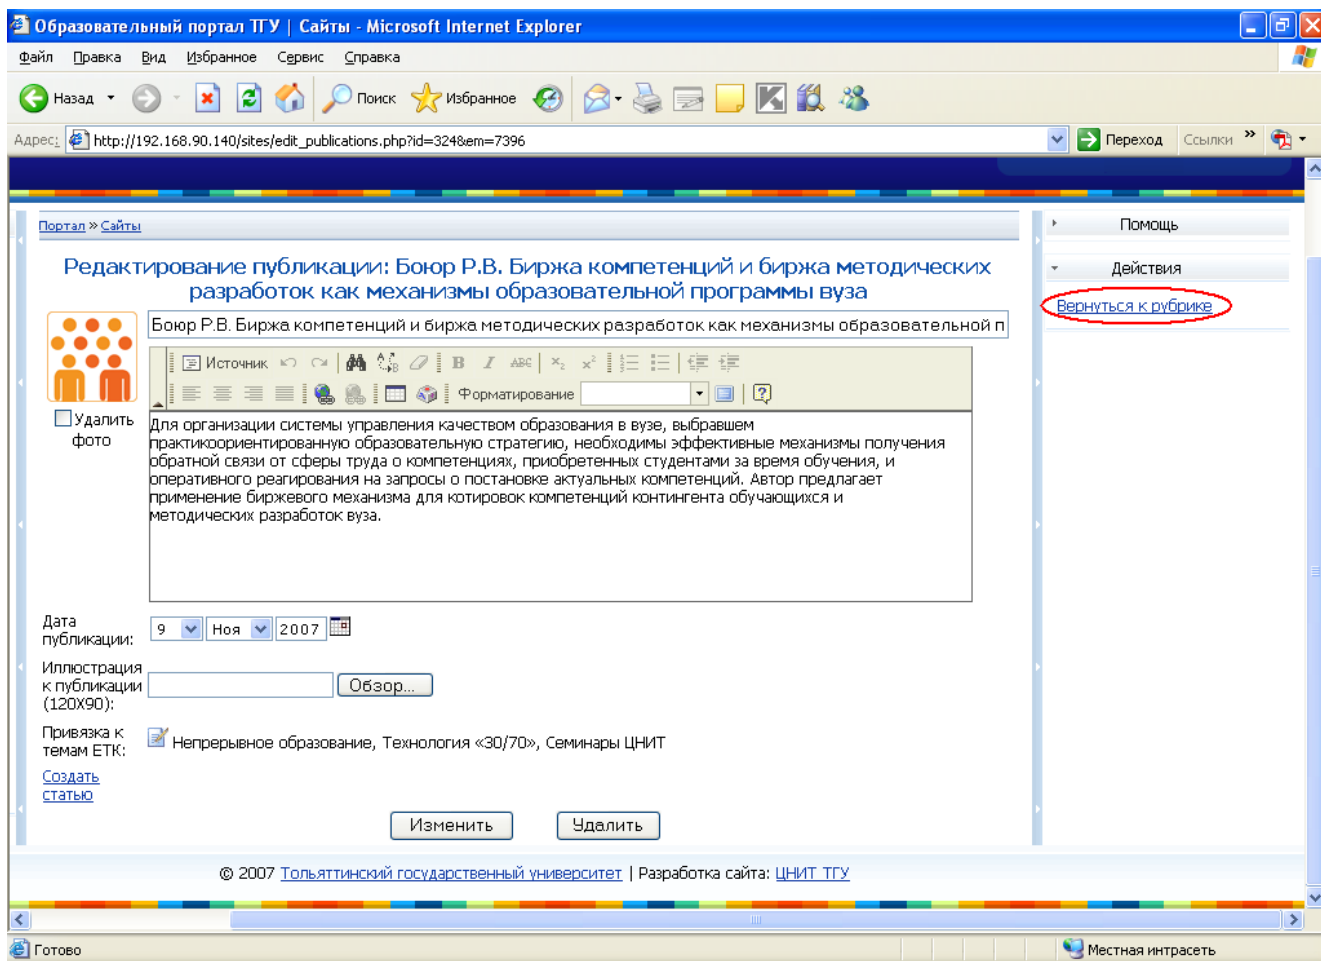 Образовательный портал ТГУ | Сайты - Microsoft Internet Explorer
Файл Правка Вид Избранное Сервис Справка
Назад Поиск Избранное
Адрес: http://192.168.90.140/sites/edit_publications.php?id=324&em=7396 Переход Ссылки »
Портал » Сайты
Помощь
Действия
Вернуться к рубрике
Редактирование публикации: Боюр Р.В. Биржа компетенций и биржа методических
разработок как механизмы образовательной программы вуза
Боюр Р.В. Биржа компетенций и биржа методических разработок как механизмы образовательной п
Источник B I ABC x₂ x²
Форматирование
Удалить
фото
Для организации системы управления качеством образования в вузе, выбравшем
практикоориентированную образовательную стратегию, необходимы эффективные механизмы получения
обратной связи от сферы труда о компетенциях, приобретенных студентами за время обучения, и
оперативного реагирования на запросы о постановке актуальных компетенций. Автор предлагает
применение биржевого механизма для котировок компетенций контингента обучающихся и
методических разработок вуза.
Дата
публикации:
9 Ноя 2007
Иллюстрация
к публикации
(120X90):
Обзор...
Привязка к
темам ЕТК:
Непрерывное образование, Технология «30/70», Семинары ЦНИТ
Создать
статью
Изменить Удалить
© 2007 Тольяттинский государственный университет | Разработка сайта: ЦНИТ ТГУ
Готово Местная интрасеть